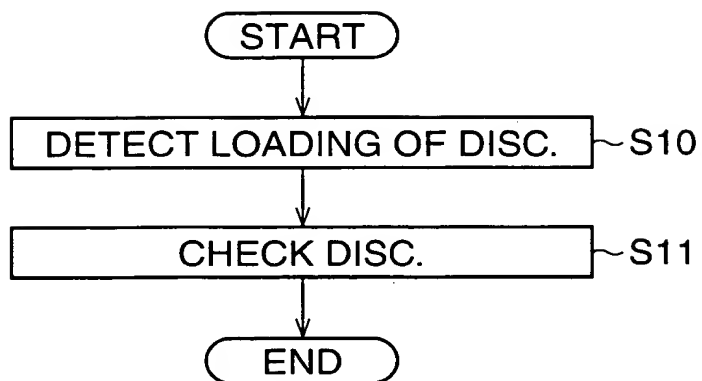 START
DETECT LOADING OF DISC. S10
CHECK DISC. S11
END